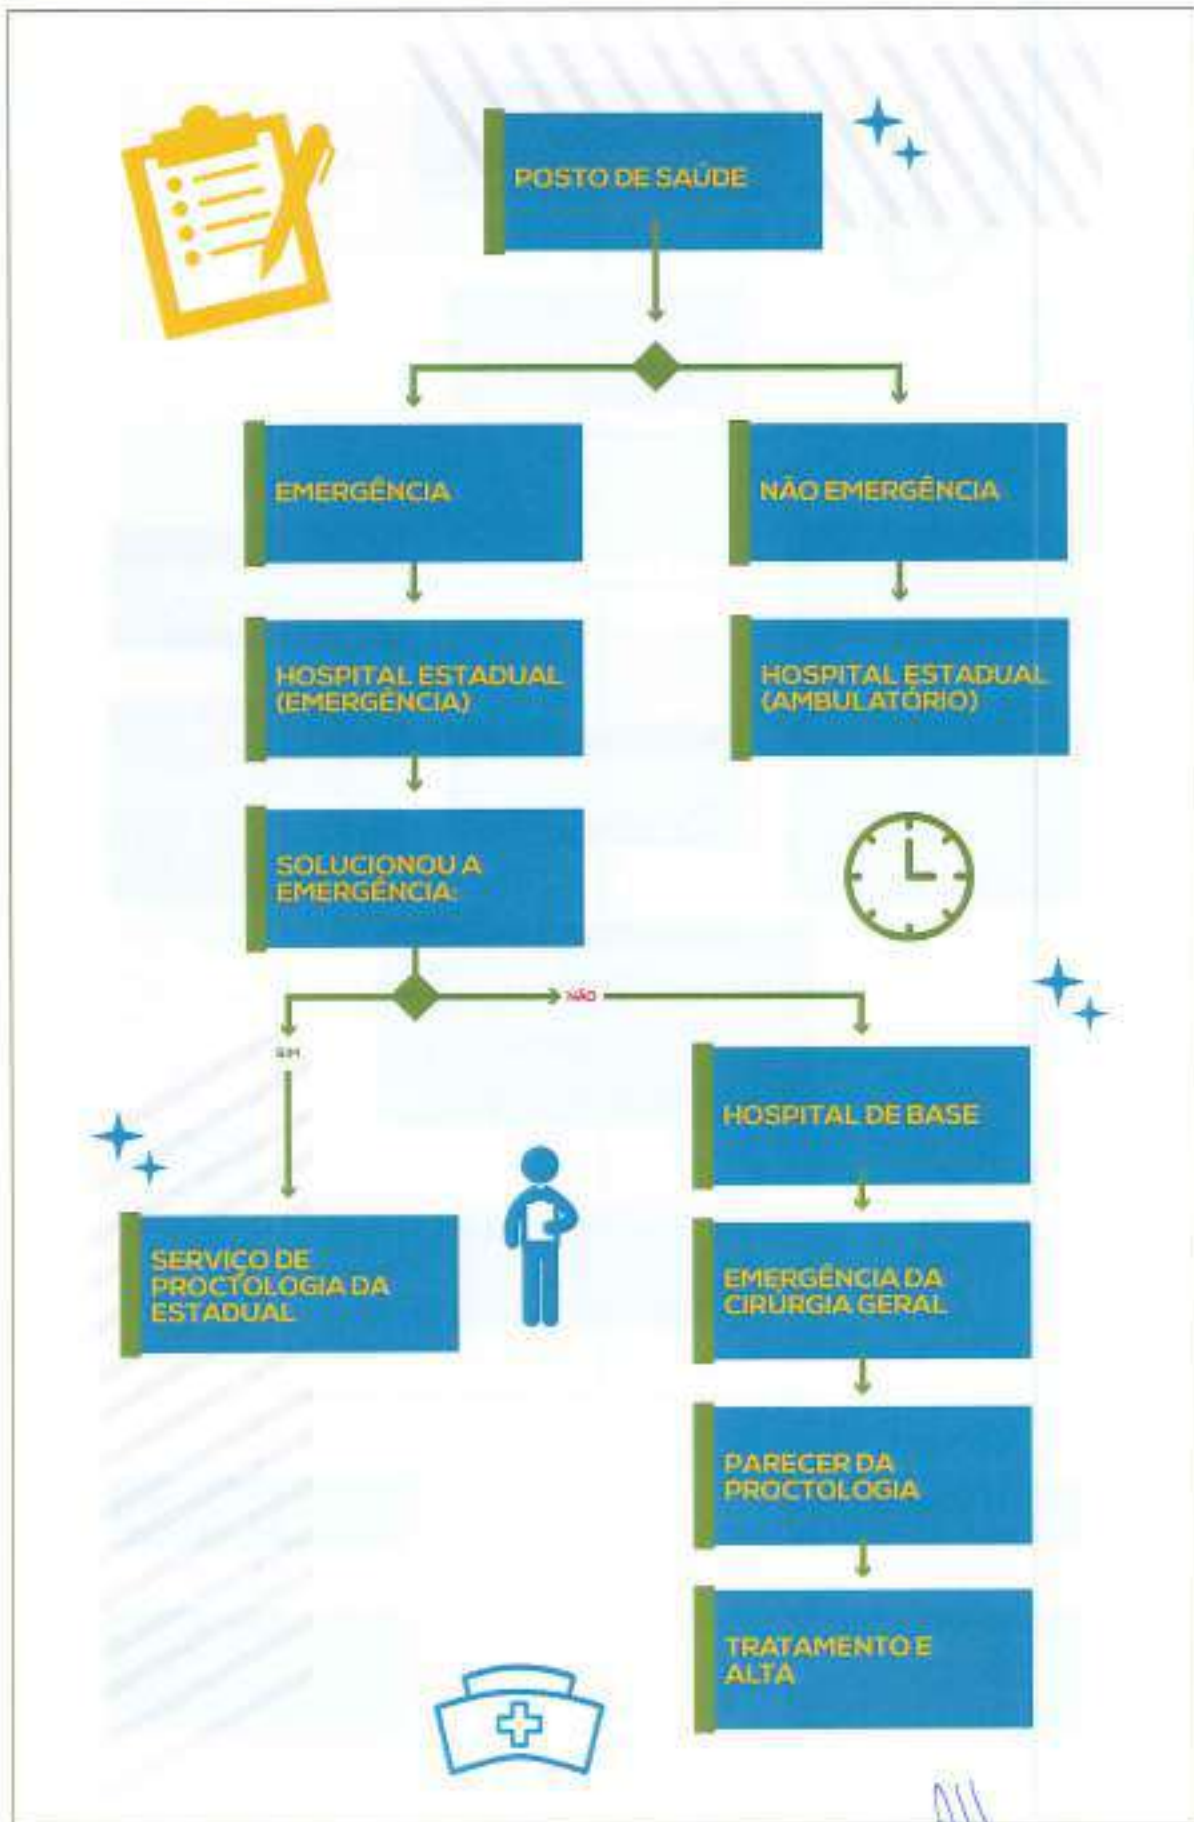 POSTO DE SAÚDE
EMERGÊNCIA
NÃO EMERGÊNCIA
HOSPITAL ESTADUAL
(EMERGÊNCIA)
HOSPITAL ESTADUAL
(AMBULATÓRIO)
SOLUCIONOU A
EMERGÊNCIA:
NÃO
SIM
HOSPITAL DE BASE
SERVIÇO DE
PROCTOLOGIA DA
ESTADUAL
EMERGÊNCIA DA
CIRÚRGIA GERAL
PARECER DA
PROCTOLOGIA
TRATAMENTO E
ALTA